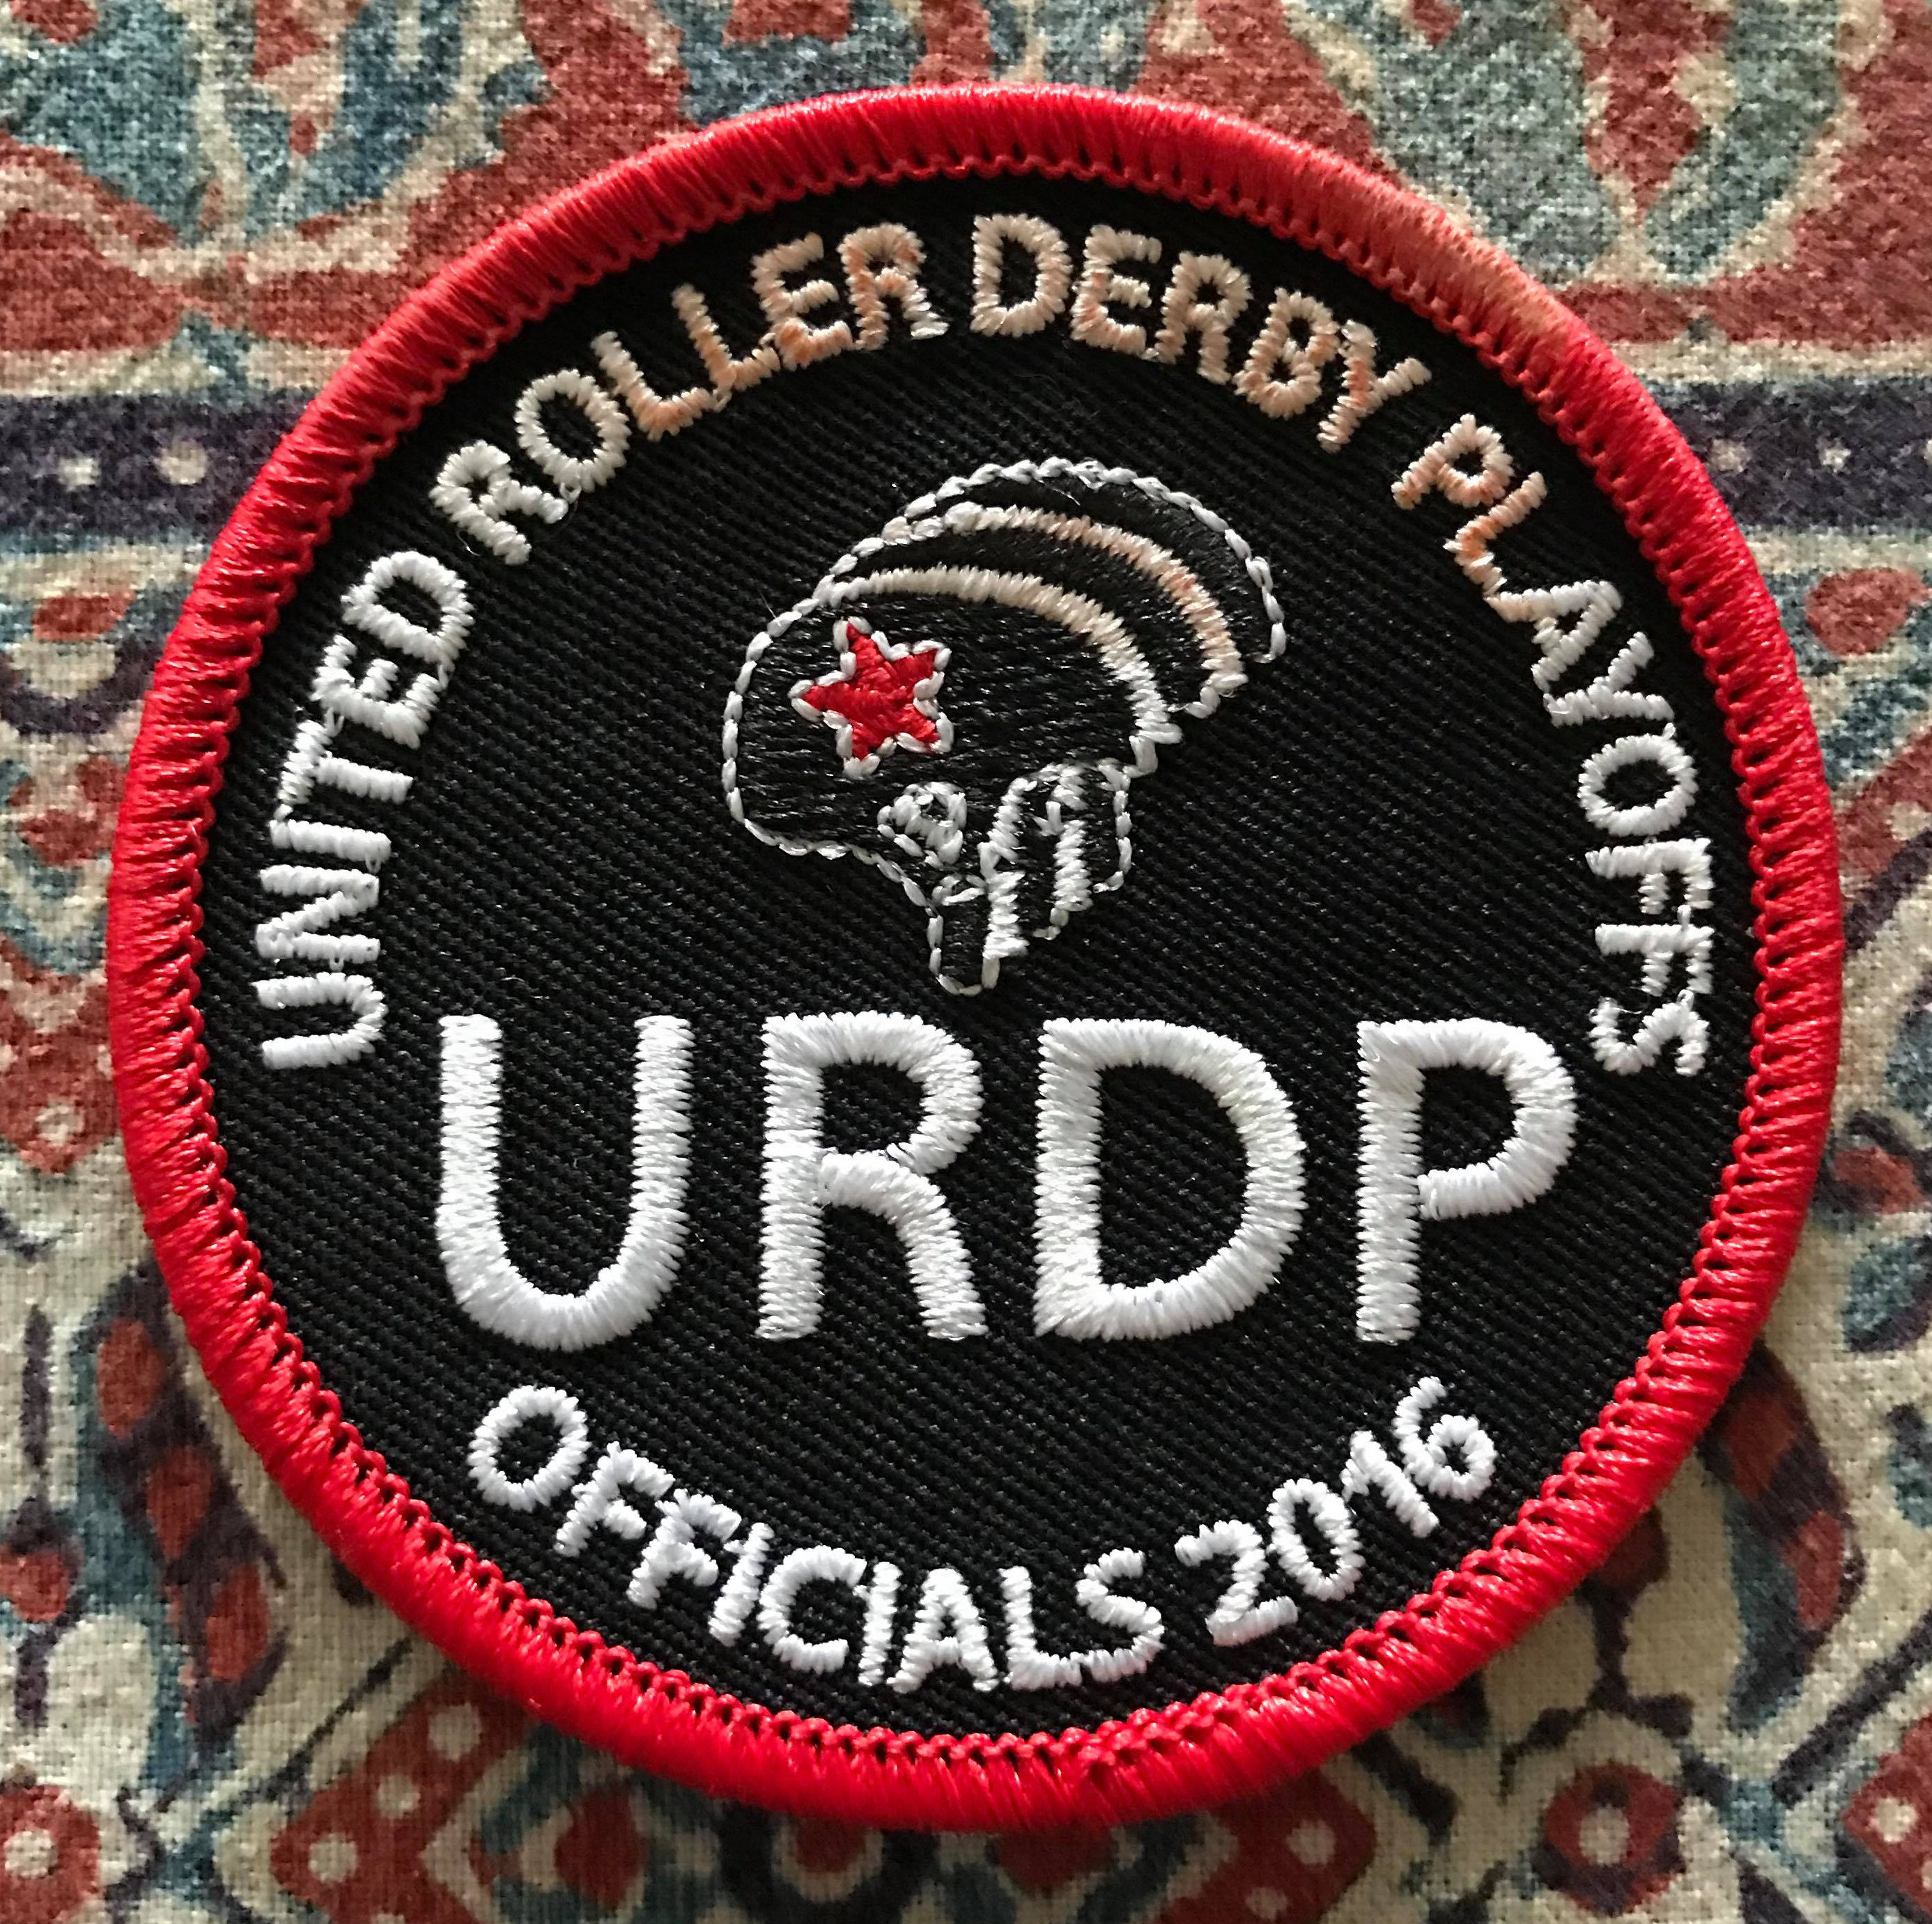 UNITED ROLLER DERBY PLAYOFFS
URDP
OFFICIALS 2016